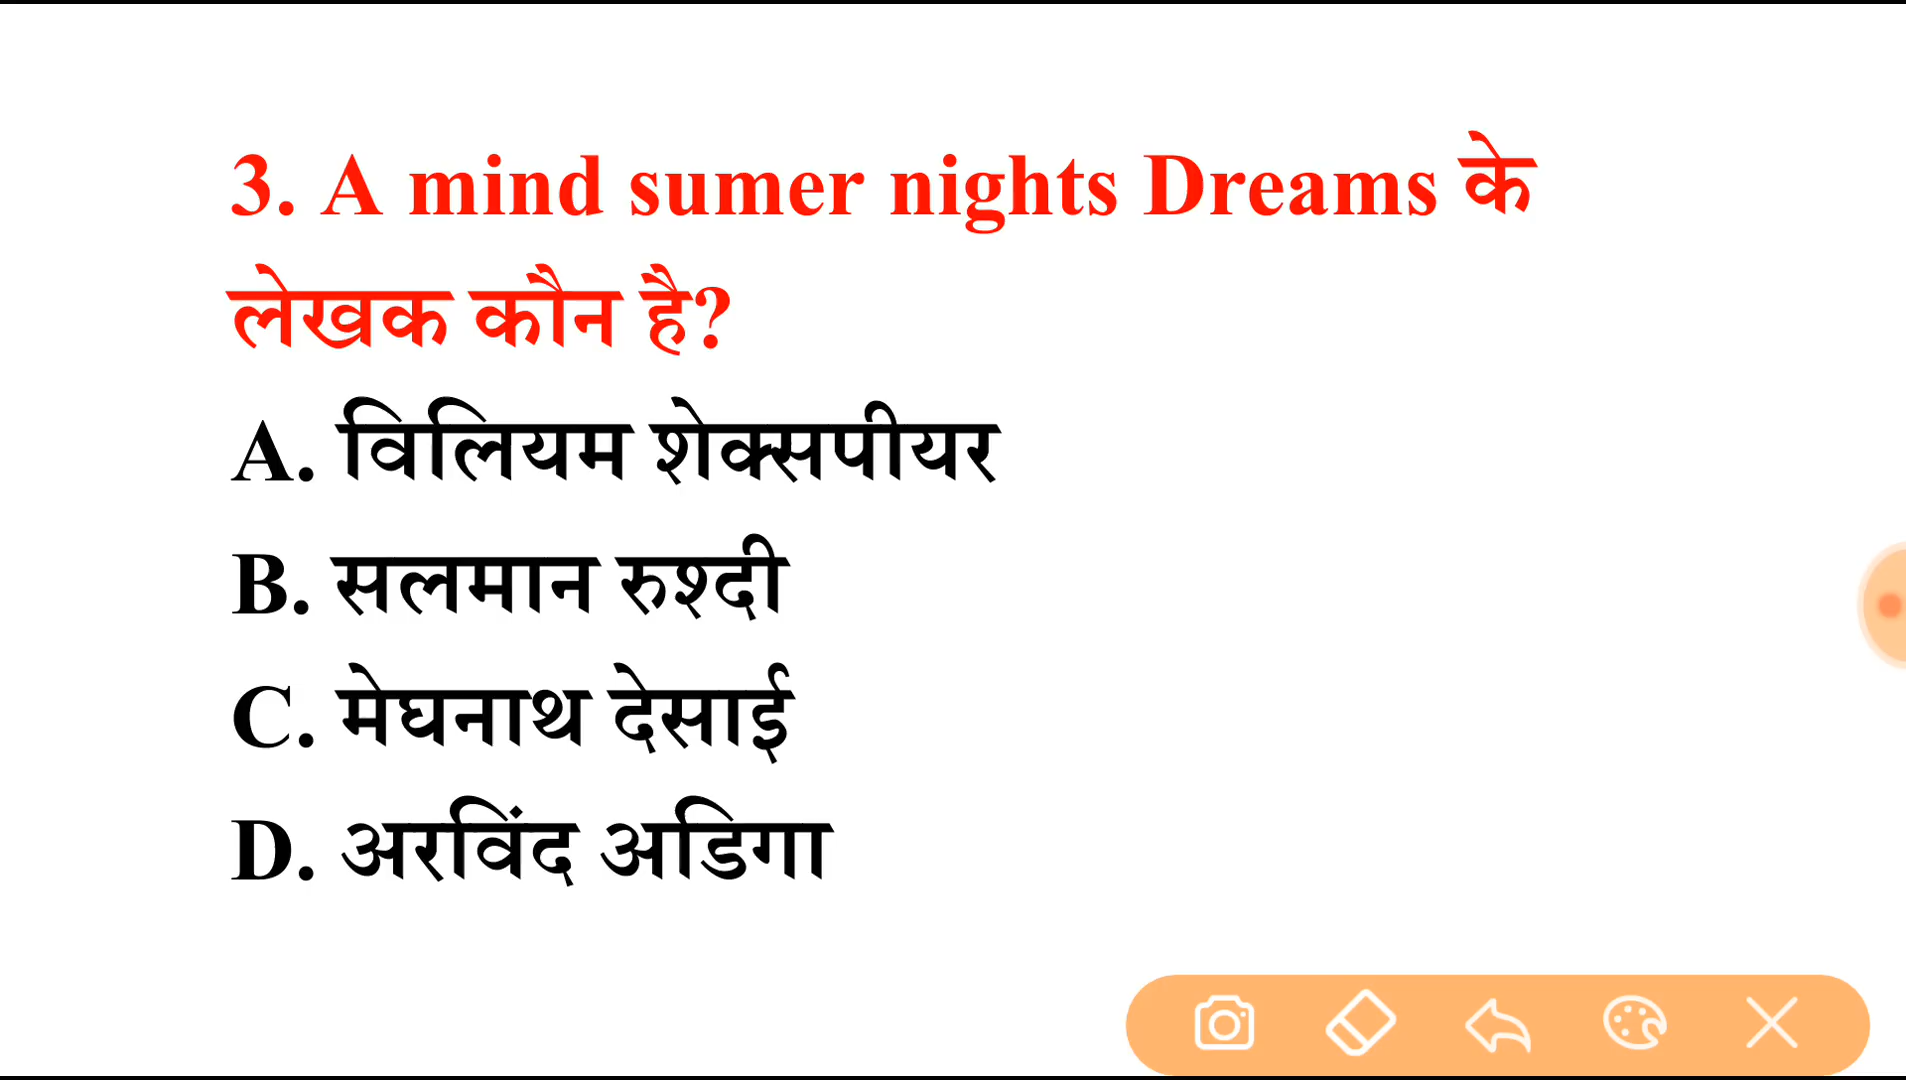 3. A mind sumer nights Dreams के
लेखक कौन है?
A. विलियम शेक्सपीयर
B. सलमान रुश्दी
C. मेघनाथ देसाई
D. अरविंद अडिगा